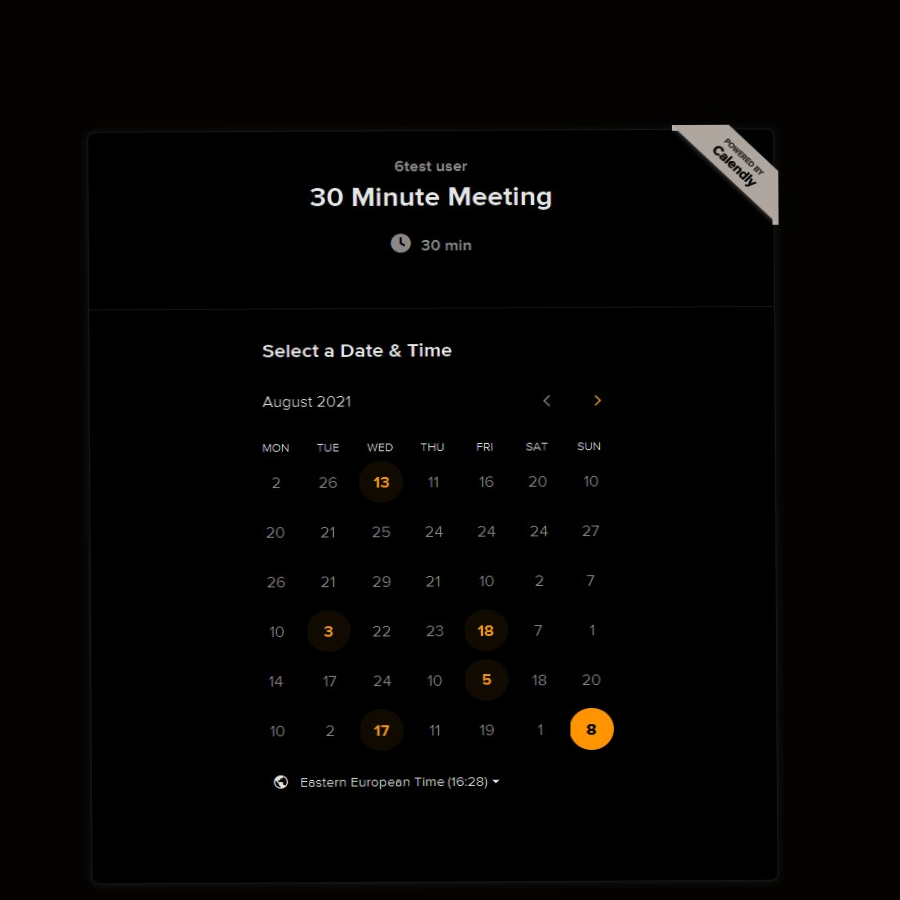 POWERED BY
Calendly
6test user
30 Minute Meeting
30 min
Select a Date & Time
August 2021
MON TUE WED THU FRI SAT SUN
2 26 13 11 16 20 10
20 21 25 24 24 24 27
26 21 29 21 10 2 7
10 3 22 23 18 7 1
14 17 24 10 5 18 20
10 2 17 11 19 1 8
Eastern European Time (16:28)